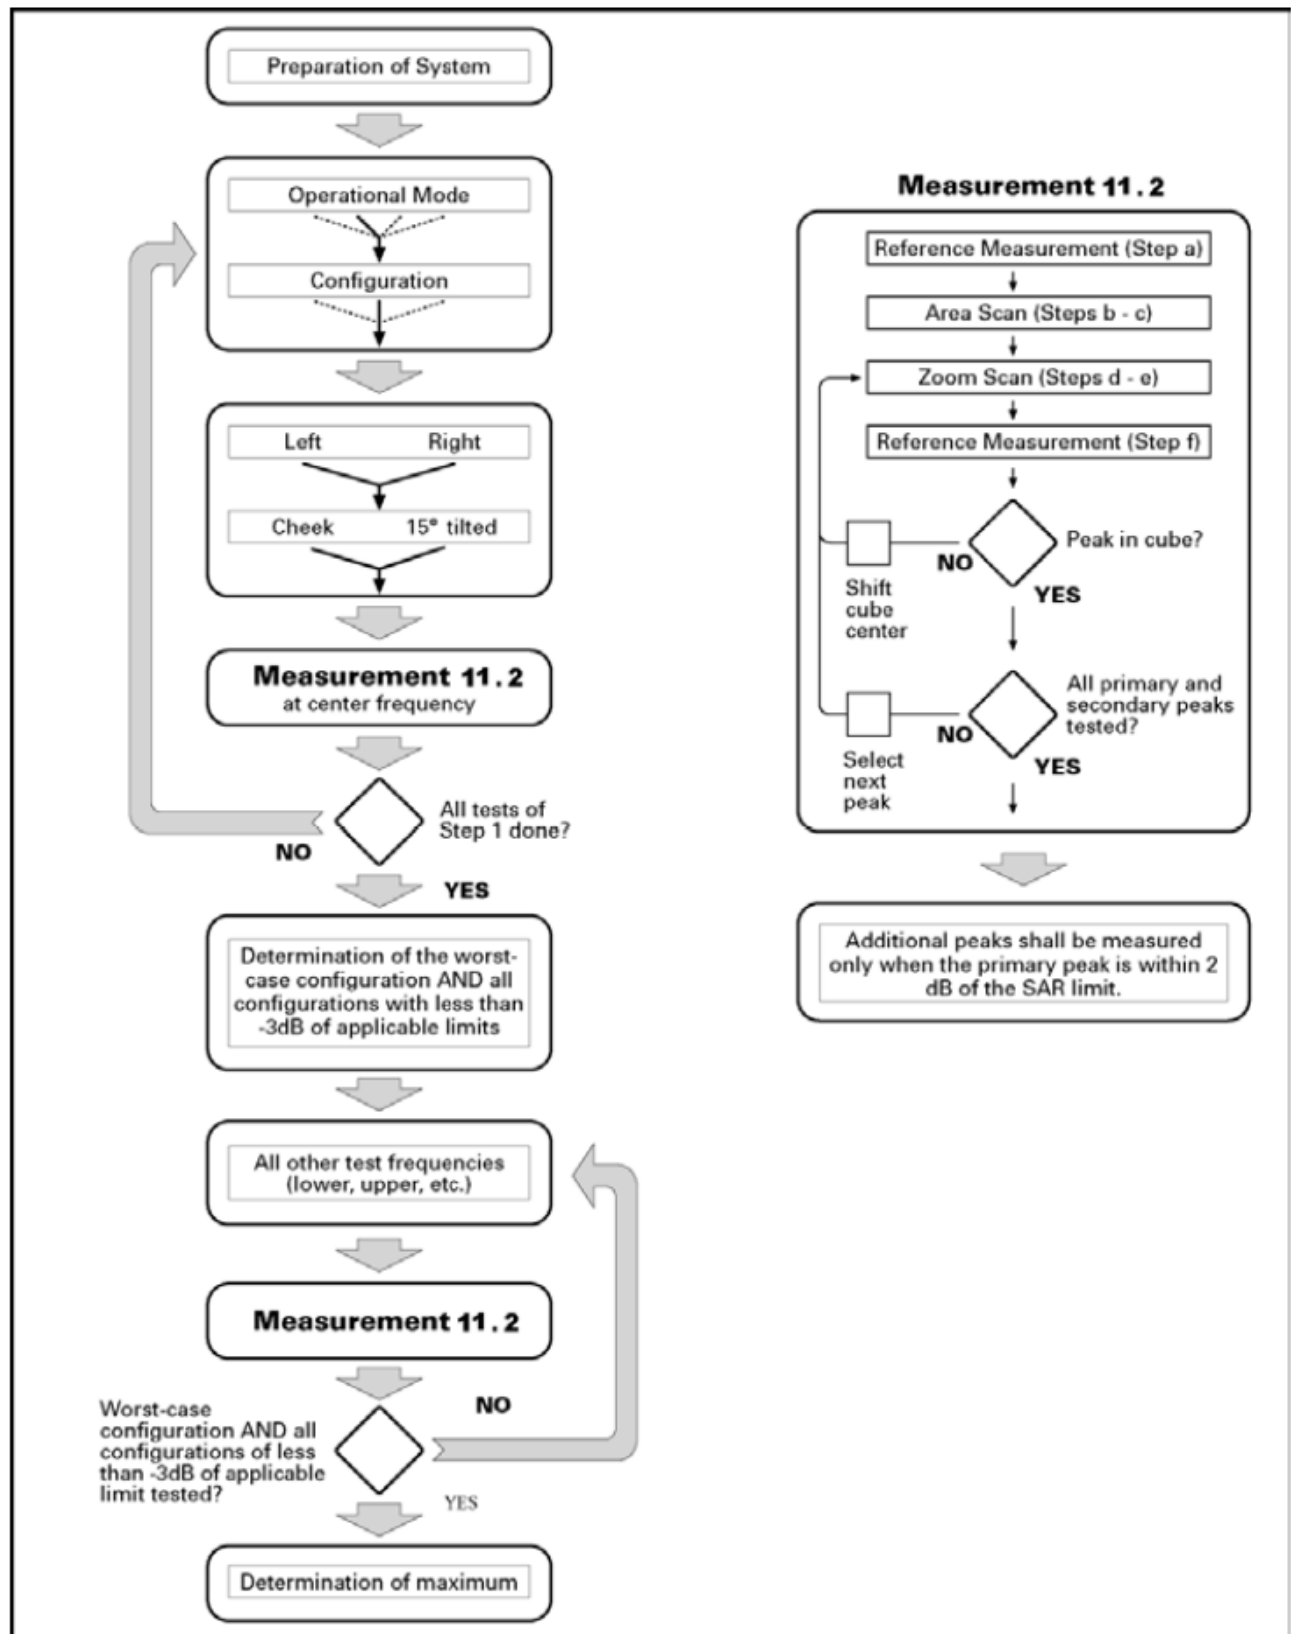 Preparation of System
Operational Mode
Configuration
Left Right
Cheek 15° tilted
Measurement 11.2
at center frequency
All tests of
Step 1 done?
NO
YES
Determination of the worst-
case configuration AND all
configurations with less than
-3dB of applicable limits
All other test frequencies
(lower, upper, etc.)
Measurement 11.2
NO
Worst-case
configuration AND all
configurations of less
than -3dB of applicable
limit tested?
YES
Determination of maximum
Measurement 11.2
Reference Measurement (Step a)
Area Scan (Steps b - c)
Zoom Scan (Steps d - e)
Reference Measurement (Step f)
Peak in cube?
NO
Shift
cube
center
YES
All primary and
secondary peaks
tested?
NO
Select
next
peak
YES
Additional peaks shall be measured
only when the primary peak is within 2
dB of the SAR limit.